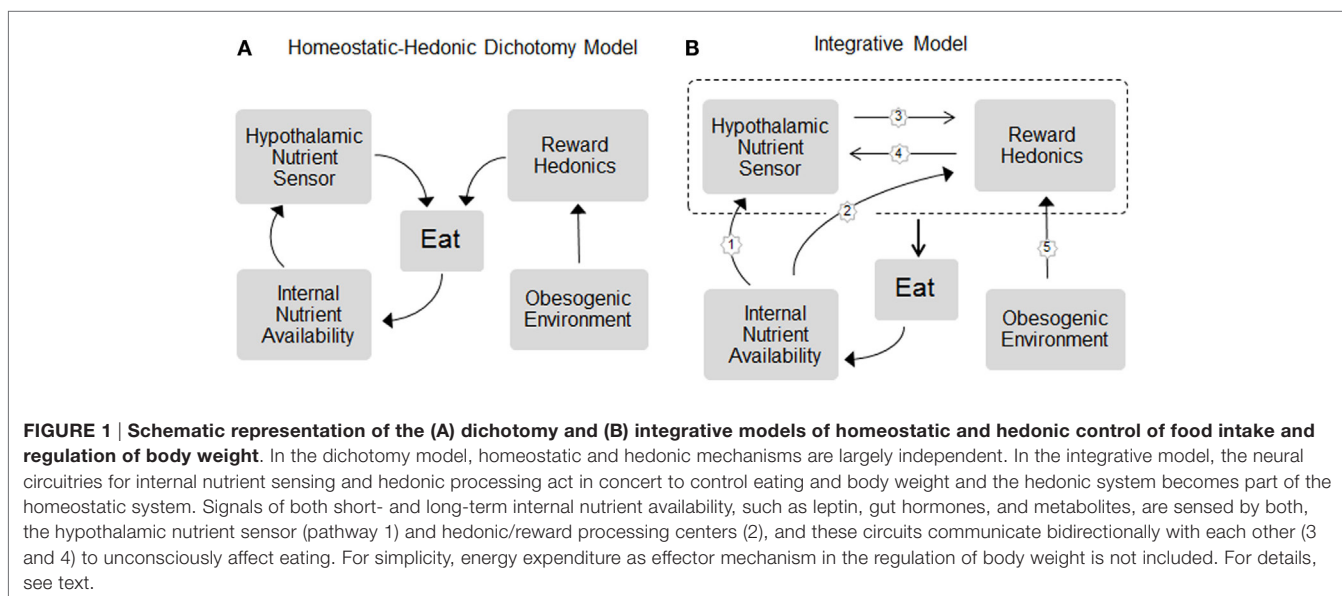 A Homeostatic-Hedonic Dichotomy Model
Hypothalamic
Nutrient
Sensor
Reward
Hedonics
Eat
Internal
Nutrient
Availability
Obesogenic
Environment
B Integrative Model
Hypothalamic
Nutrient
Sensor
3
4
Reward
Hedonics
1
2
5
Eat
Internal
Nutrient
Availability
Obesogenic
Environment
FIGURE 1 | Schematic representation of the (A) dichotomy and (B) integrative models of homeostatic and hedonic control of food intake and
regulation of body weight. In the dichotomy model, homeostatic and hedonic mechanisms are largely independent. In the integrative model, the neural
circuitries for internal nutrient sensing and hedonic processing act in concert to control eating and body weight and the hedonic system becomes part of the
homeostatic system. Signals of both short- and long-term internal nutrient availability, such as leptin, gut hormones, and metabolites, are sensed by both,
the hypothalamic nutrient sensor (pathway 1) and hedonic/reward processing centers (2), and these circuits communicate bidirectionally with each other (3
and 4) to unconsciously affect eating. For simplicity, energy expenditure as effector mechanism in the regulation of body weight is not included. For details,
see text.